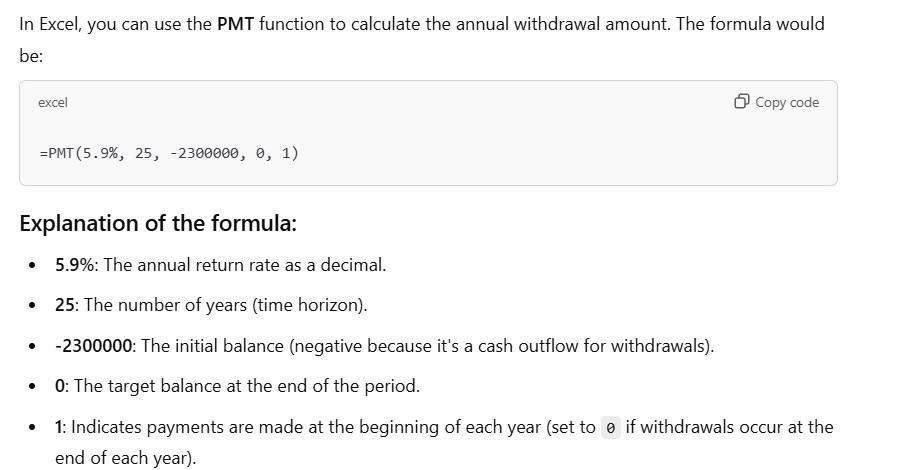 In Excel, you can use the PMT function to calculate the annual withdrawal amount. The formula would
be:
excel
Copy code
=PMT(5.9%, 25, -2300000, 0, 1)
Explanation of the formula:
• 5.9%: The annual return rate as a decimal.
• 25: The number of years (time horizon).
• -2300000: The initial balance (negative because it's a cash outflow for withdrawals).
• 0: The target balance at the end of the period.
• 1: Indicates payments are made at the beginning of each year (set to 0 if withdrawals occur at the
end of each year).